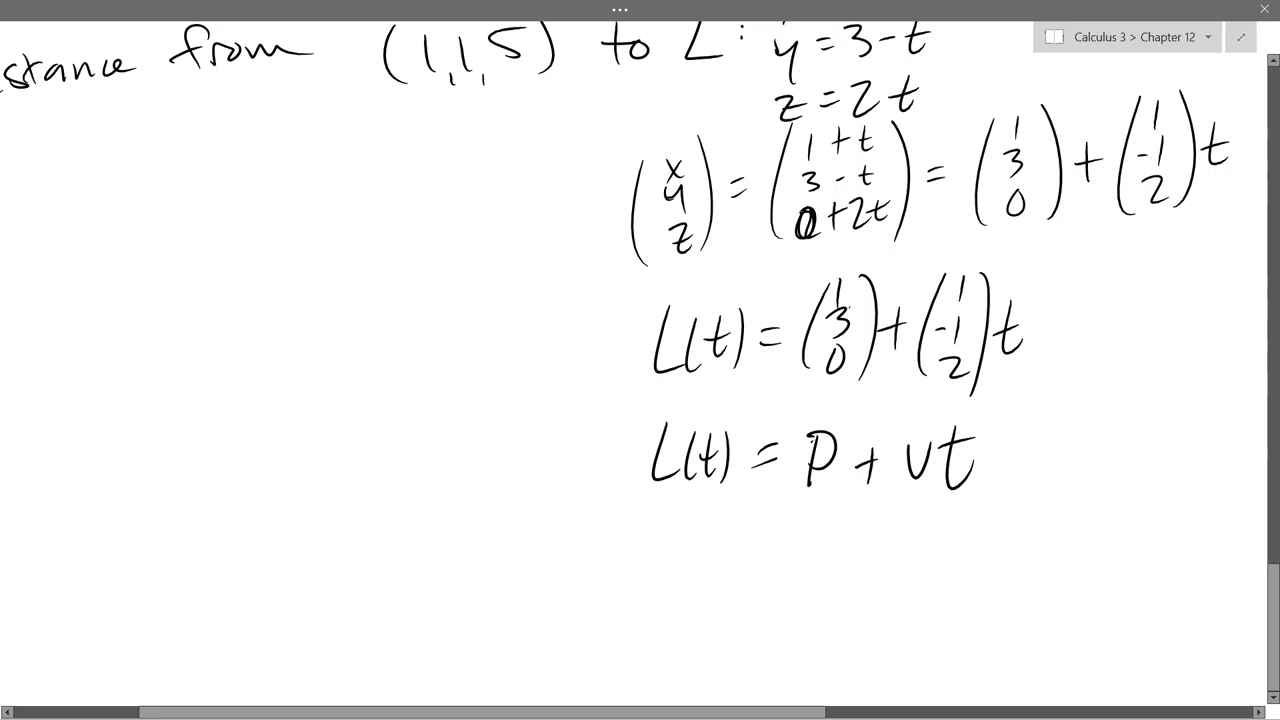 ...
Calculus 3 > Chapter 12
stance from (1,1,5) to L: y = 3 - t
z = 2t
(x y z) = (1 + t 3 - t 0 + 2t) = (1 3 0) + (1 -1 2) t
L(t) = (1 3 0) + (1 -1 2) t
L(t) = p + vt